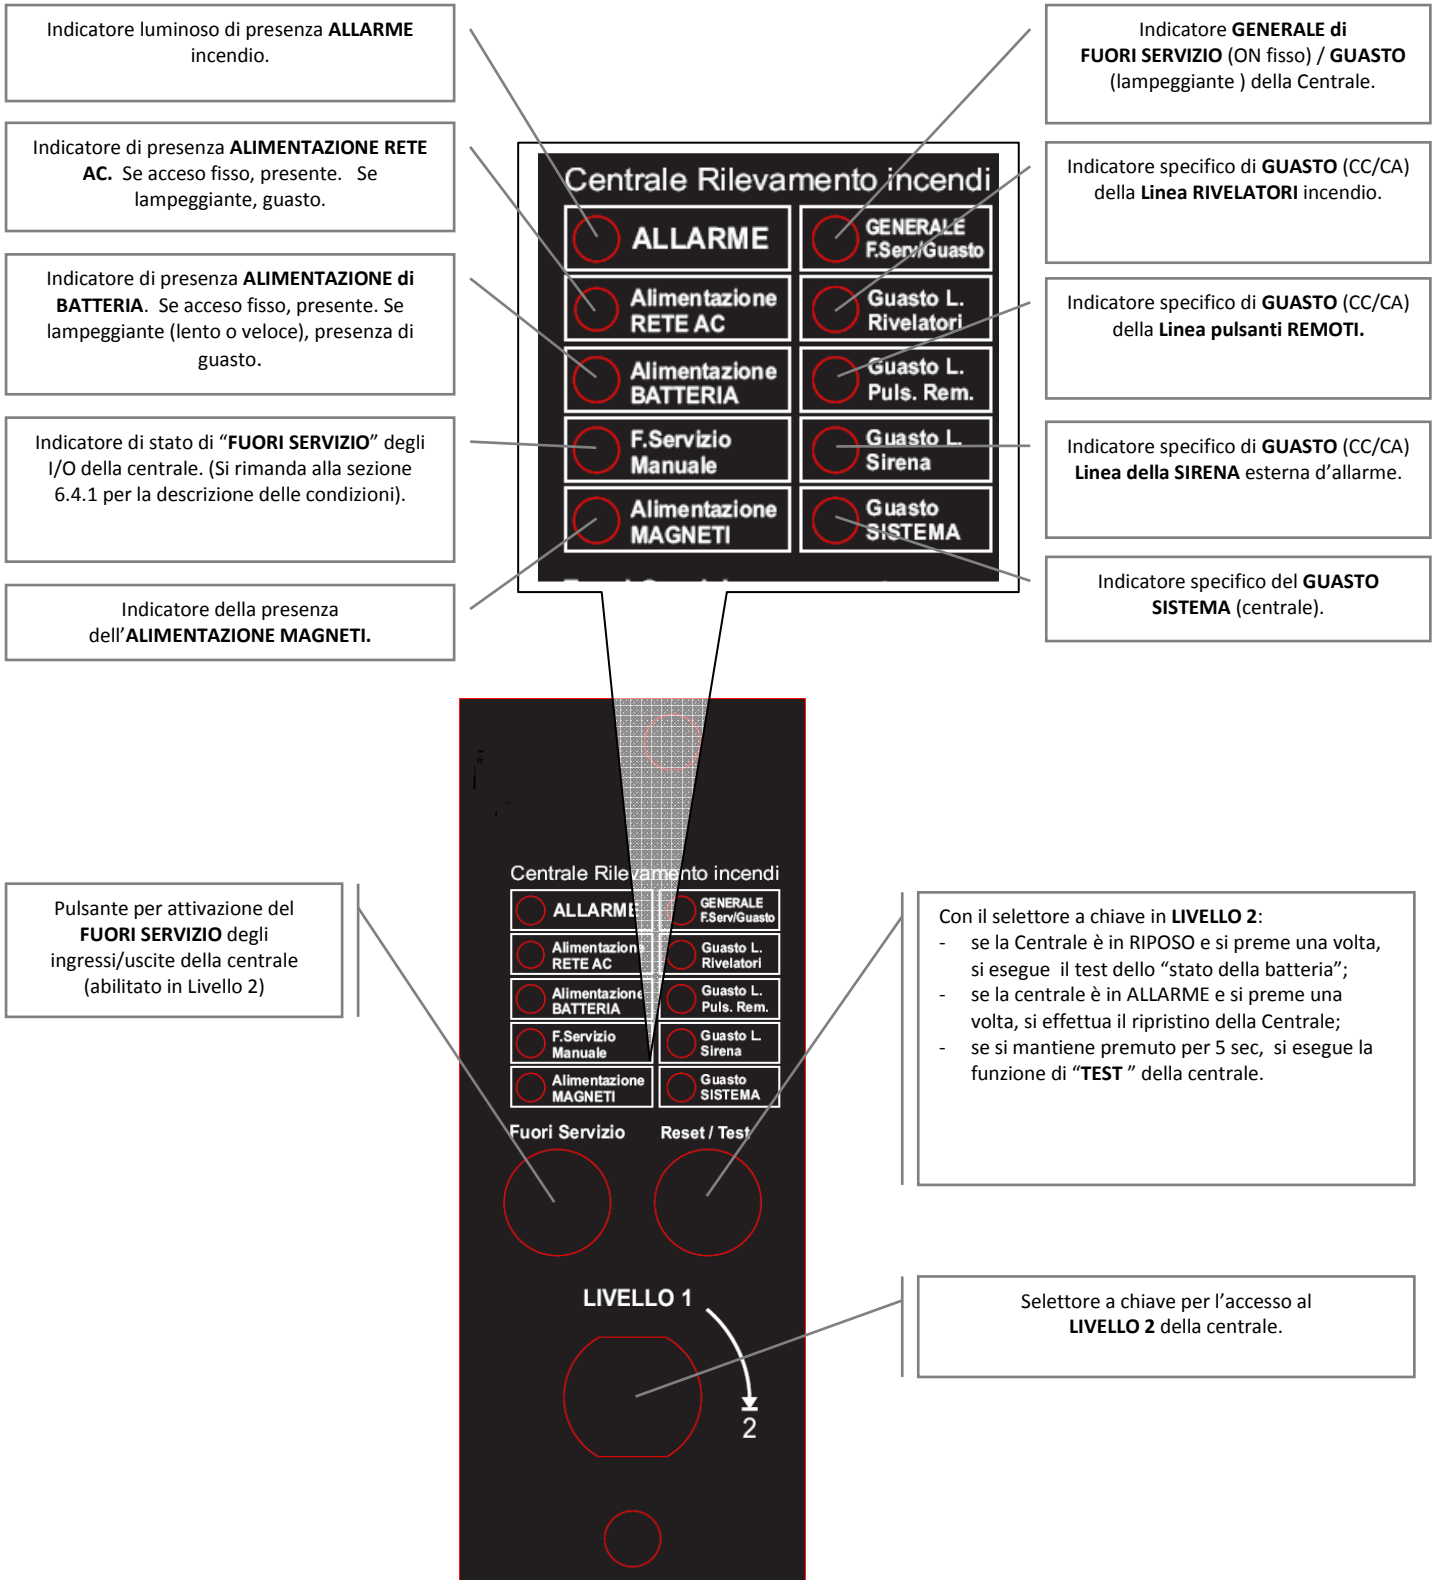 Indicatore luminoso di presenza ALLARME
incendio.
Indicatore di presenza ALIMENTAZIONE RETE
AC. Se acceso fisso, presente. Se
lampeggiante, guasto.
Indicatore di presenza ALIMENTAZIONE di
BATTERIA. Se acceso fisso, presente. Se
lampeggiante (lento o veloce), presenza di
guasto.
Indicatore di stato di “FUORI SERVIZIO” degli
I/O della centrale. (Si rimanda alla sezione
6.4.1 per la descrizione delle condizioni).
Indicatore della presenza
dell’ALIMENTAZIONE MAGNETI.
Centrale Rilevamento incendi
ALLARME
Alimentazione
RETE AC
Alimentazione
BATTERIA
F.Servizio
Manuale
Alimentazione
MAGNETI
GENERALE
F.Serv/Guasto
Guasto L.
Rivelatori
Guasto L.
Puls. Rem.
Guasto L.
Sirena
Guasto
SISTEMA
Indicatore GENERALE di
FUORI SERVIZIO (ON fisso) / GUASTO
(lampeggiante ) della Centrale.
Indicatore specifico di GUASTO (CC/CA)
della Linea RIVELATORI incendio.
Indicatore specifico di GUASTO (CC/CA)
della Linea pulsanti REMOTI.
Indicatore specifico di GUASTO (CC/CA)
Linea della SIRENA esterna d’allarme.
Indicatore specifico del GUASTO
SISTEMA (centrale).
Pulsante per attivazione del
FUORI SERVIZIO degli
ingressi/uscite della centrale
(abilitato in Livello 2)
Centrale Rilevamento incendi
ALLARME
Alimentazione
RETE AC
Alimentazione
BATTERIA
F.Servizio
Manuale
Alimentazione
MAGNETI
GENERALE
F.Serv/Guasto
Guasto L.
Rivelatori
Guasto L.
Puls. Rem.
Guasto L.
Sirena
Guasto
SISTEMA
Fuori Servizio
Reset / Test
LIVELLO 1
2
Con il selettore a chiave in LIVELLO 2:
- se la Centrale è in RIPOSO e si preme una volta,
si esegue il test dello “stato della batteria”;
- se la centrale è in ALLARME e si preme una
volta, si effettua il ripristino della Centrale;
- se si mantiene premuto per 5 sec, si esegue la
funzione di “TEST ” della centrale.
Selettore a chiave per l’accesso al
LIVELLO 2 della centrale.